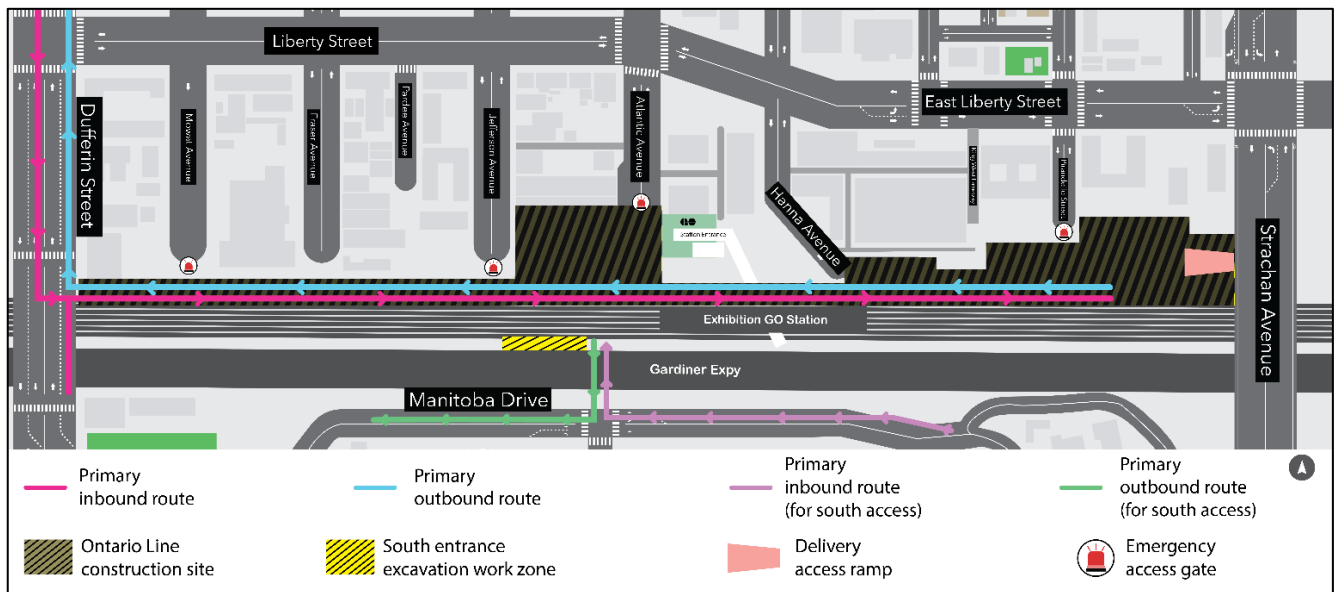 Liberty Street
Dufferin Street
Mowat Avenue
Fraser Avenue
Pardee Avenue
Jefferson Avenue
Atlantic Avenue
East Liberty Street
Hanna Avenue
Strachan Avenue
GO
Station Entrance
Exhibition GO Station
Gardiner Expy
Manitoba Drive
Primary
inbound route
Primary
outbound route
Primary
inbound route
(for south access)
Primary
outbound route
(for south access)
Ontario Line
construction site
South entrance
excavation work zone
Delivery
access ramp
Emergency
access gate